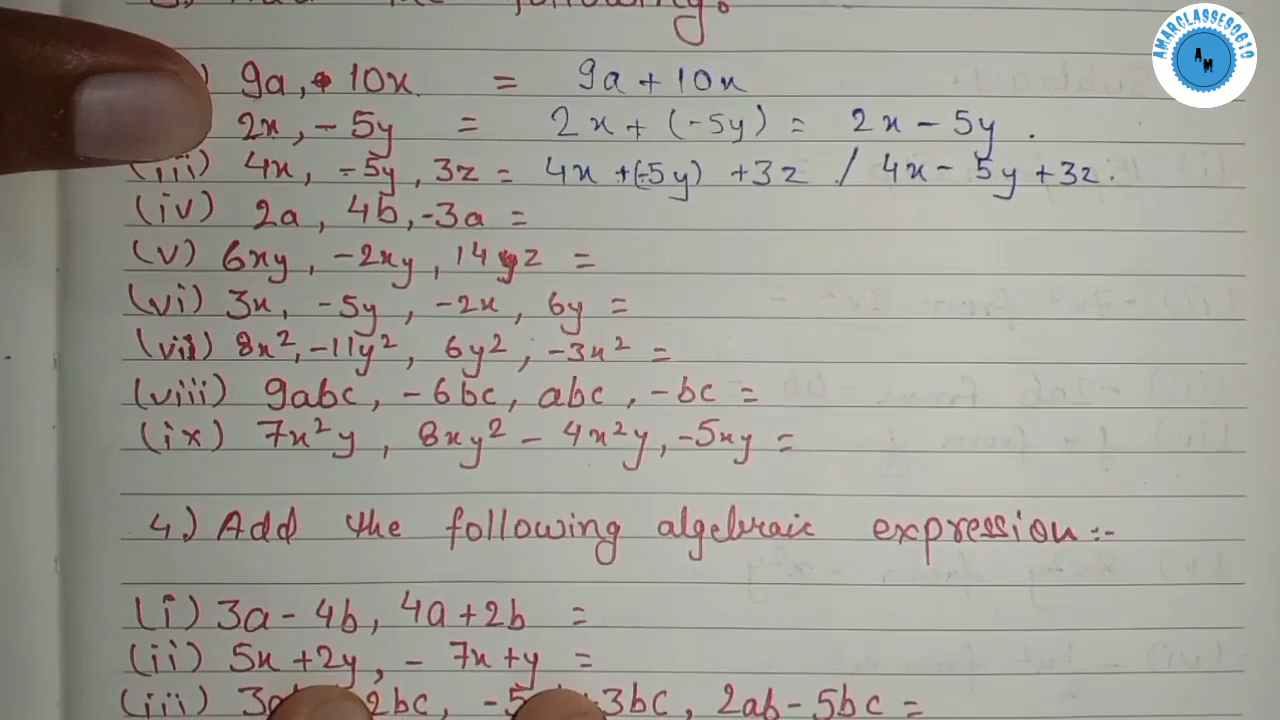 following.
9a, 10x = 9a + 10x
2x, - 5y = 2x + (-5y) = 2x - 5y .
(iii) 4x, -5y, 3z = 4x +(-5y) +3z / 4x - 5y +3z.
(iv) 2a, 4b, -3a =
(v) 6xy, -2xy, 14yz =
(vi) 3x, -5y, -2x, 6y =
(vii) 8x², -11y², 6y², -3x² =
(viii) 9abc, - 6bc, abc, -bc =
(ix) 7x²y, 8xy² - 4x²y, -5xy =
4.) Add the following algebraic expression :-
(i) 3a - 4b, 4a + 2b =
(ii) 5x + 2y, - 7x + y =
(iii) 2bc, 3bc, 2ab - 5bc =
AMARCLASSES0610
AM